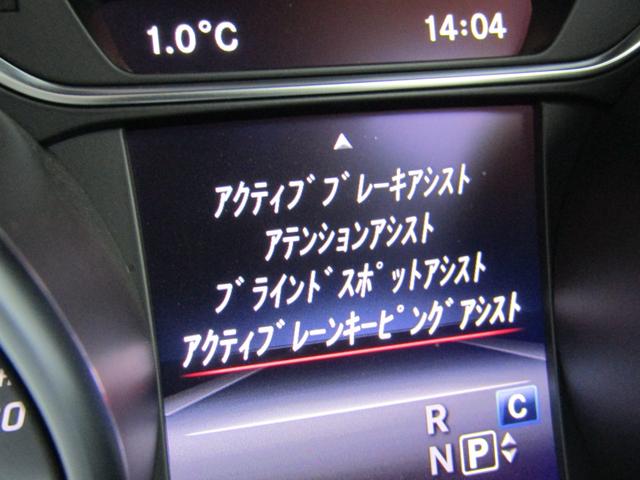 1.0°C 14:04
アクティブブレーキアシスト
アテンションアシスト
ブラインドスポットアシスト
アクティブレーンキーピングアシスト
R C
N P